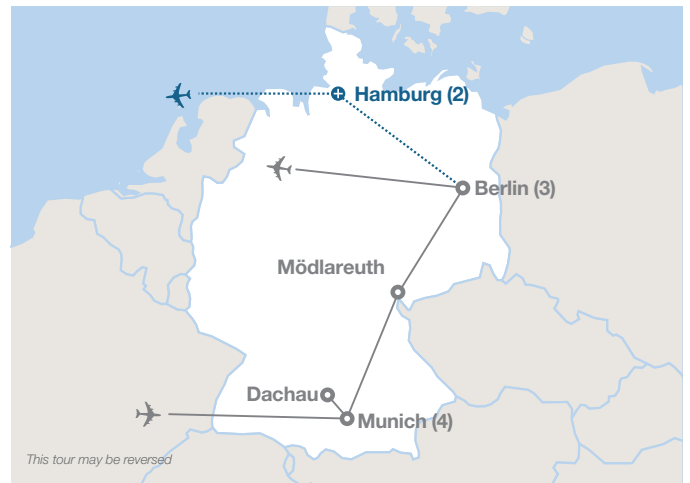 Hamburg (2)
Berlin (3)
Mödlareuth
Dachau
Munich (4)
This tour may be reversed